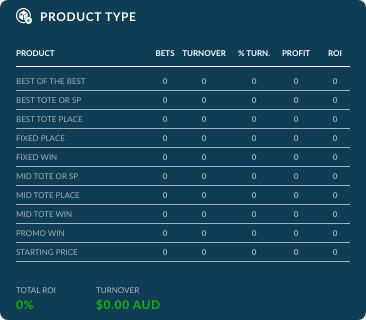 PRODUCT TYPE
PRODUCT BETS TURNOVER % TURN. PROFIT ROI
BEST OF THE BEST 0 0 0 0 0
BEST TOTE OR SP 0 0 0 0 0
BEST TOTE PLACE 0 0 0 0 0
FIXED PLACE 0 0 0 0 0
FIXED WIN 0 0 0 0 0
MID TOTE OR SP 0 0 0 0 0
MID TOTE PLACE 0 0 0 0 0
MID TOTE WIN 0 0 0 0 0
PROMO WIN 0 0 0 0 0
STARTING PRICE 0 0 0 0 0
TOTAL ROI TURNOVER
0% $0.00 AUD